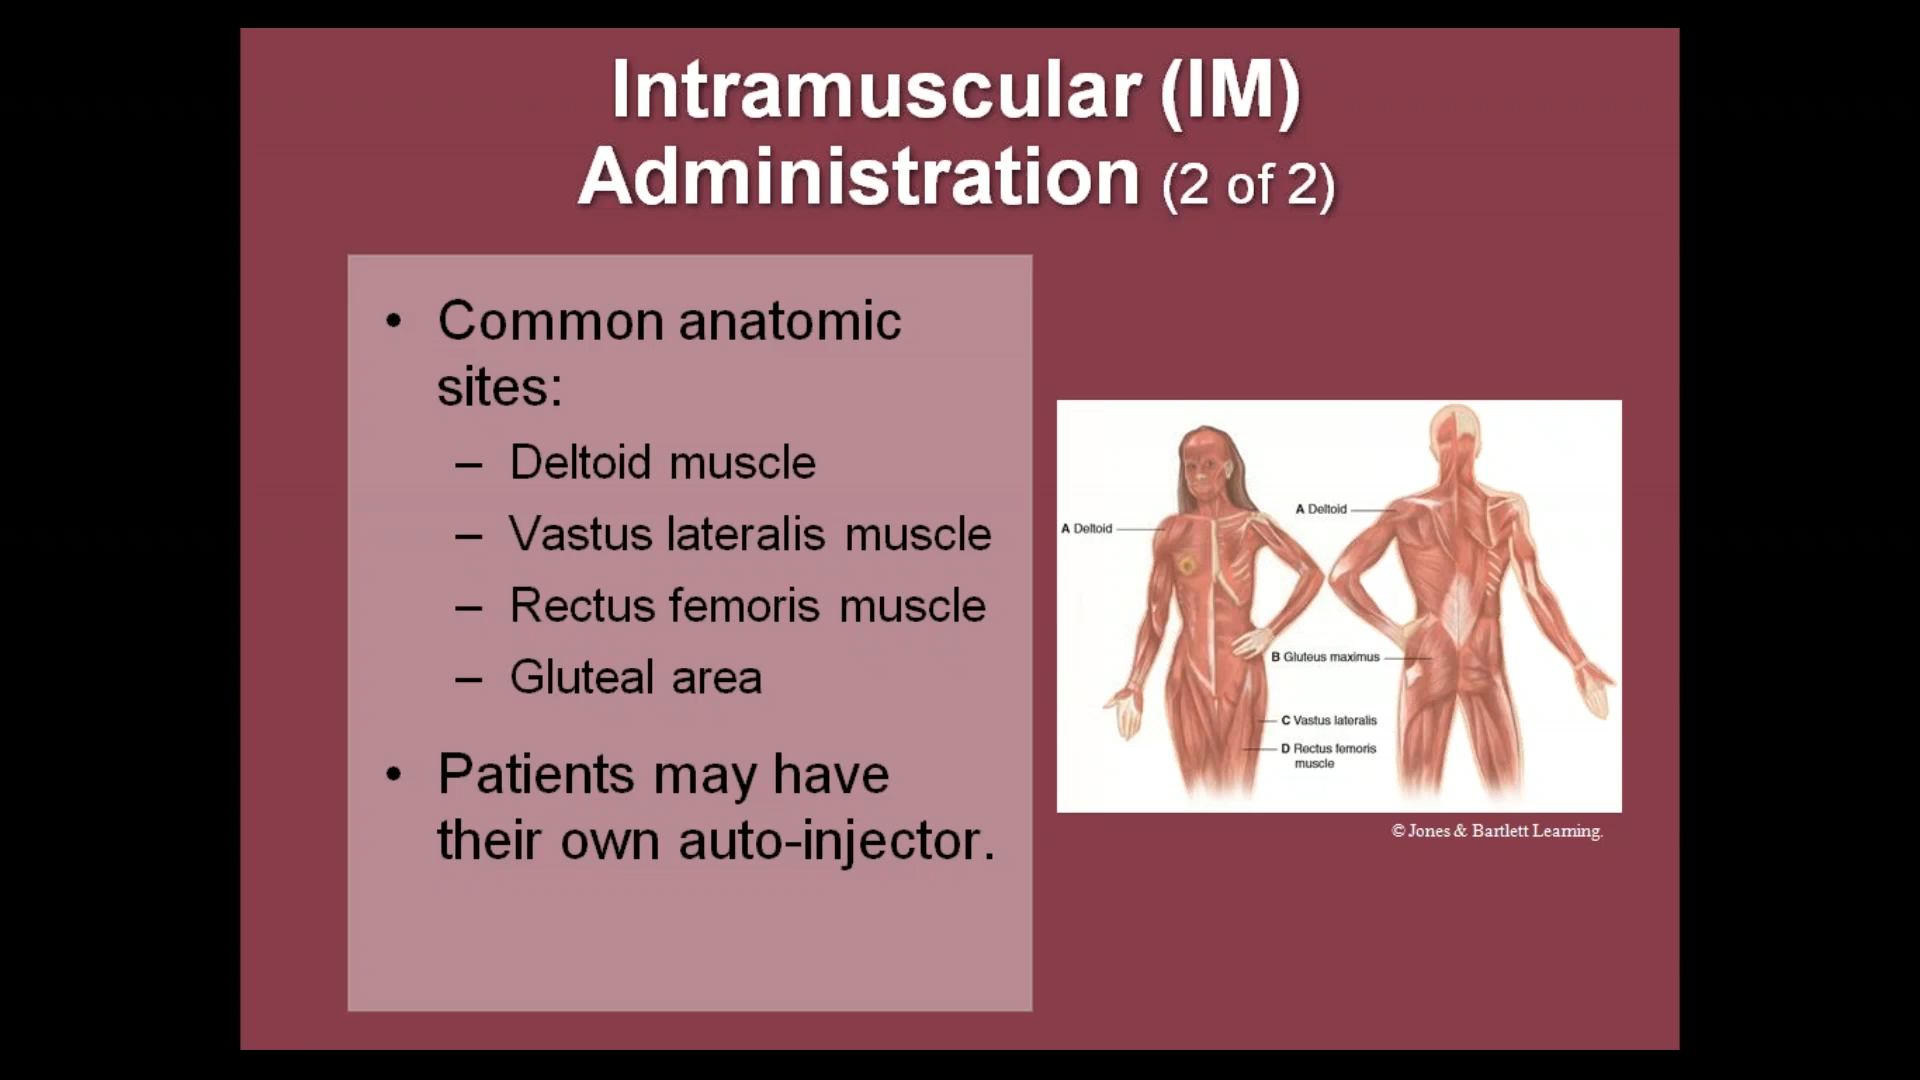 Intramuscular (IM)
Administration (2 of 2)
• Common anatomic
sites:
– Deltoid muscle
– Vastus lateralis muscle
– Rectus femoris muscle
– Gluteal area
• Patients may have
their own auto-injector.
A Deltoid
A Deltoid
B Gluteus maximus
C Vastus lateralis
D Rectus femoris
muscle
© Jones & Bartlett Learning.